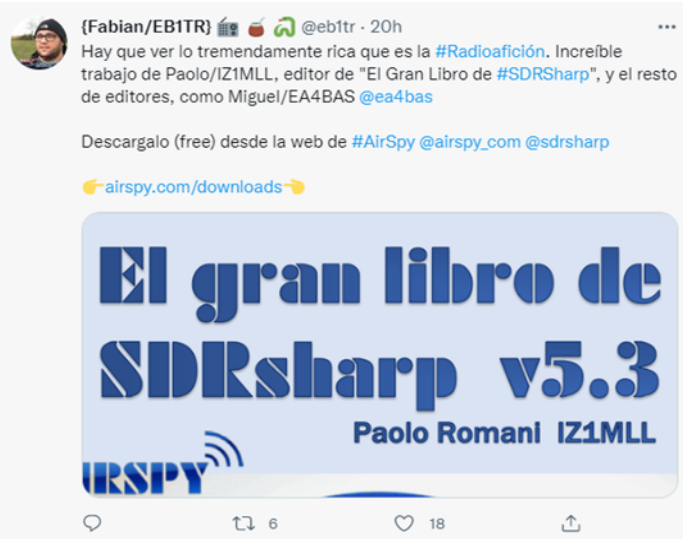 {Fabian/EB1TR} 📻 🧉 🐍 @eb1tr · 20h
Hay que ver lo tremendamente rica que es la #Radioafición. Increíble
trabajo de Paolo/IZ1MLL, editor de "El Gran Libro de #SDRSharp", y el resto
de editores, como Miguel/EA4BAS @ea4bas
Descargalo (free) desde la web de #AirSpy @airspy_com @sdrsharp
👉airspy.com/downloads👈
El gran libro de
SDRsharp v5.3
Paolo Romani IZ1MLL
IRSPY
6
18